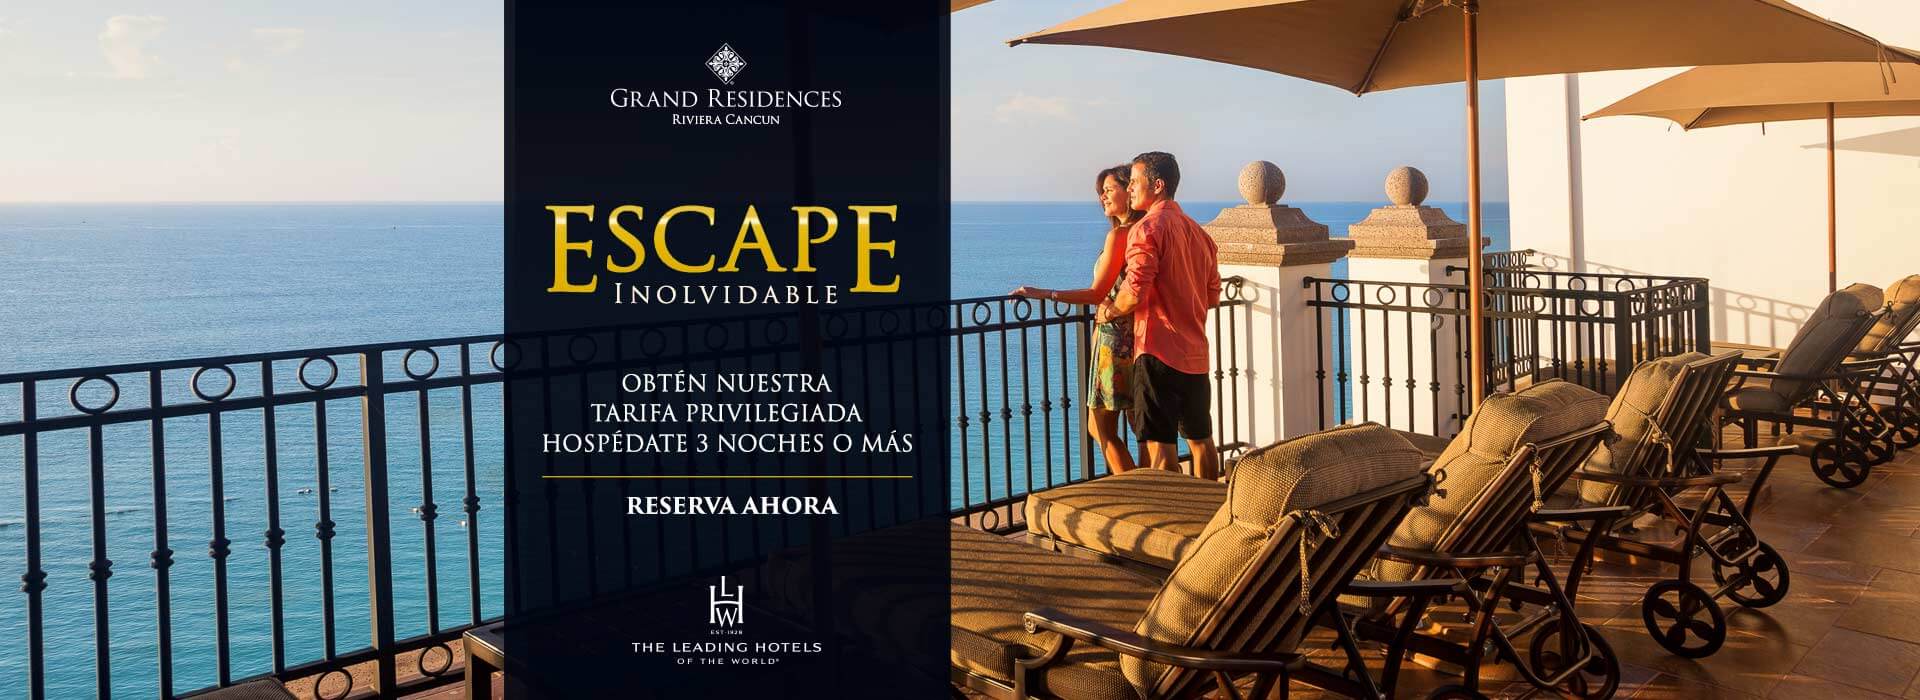 GRAND RESIDENCES
RIVIERA CANCUN
ESCAPE
INOLVIDABLE
OBTÉN NUESTRA
TARIFA PRIVILEGIADA
HOSPÉDATE 3 NOCHES O MÁS
RESERVA AHORA
LHW
EST·1928
THE LEADING HOTELS
OF THE WORLD®